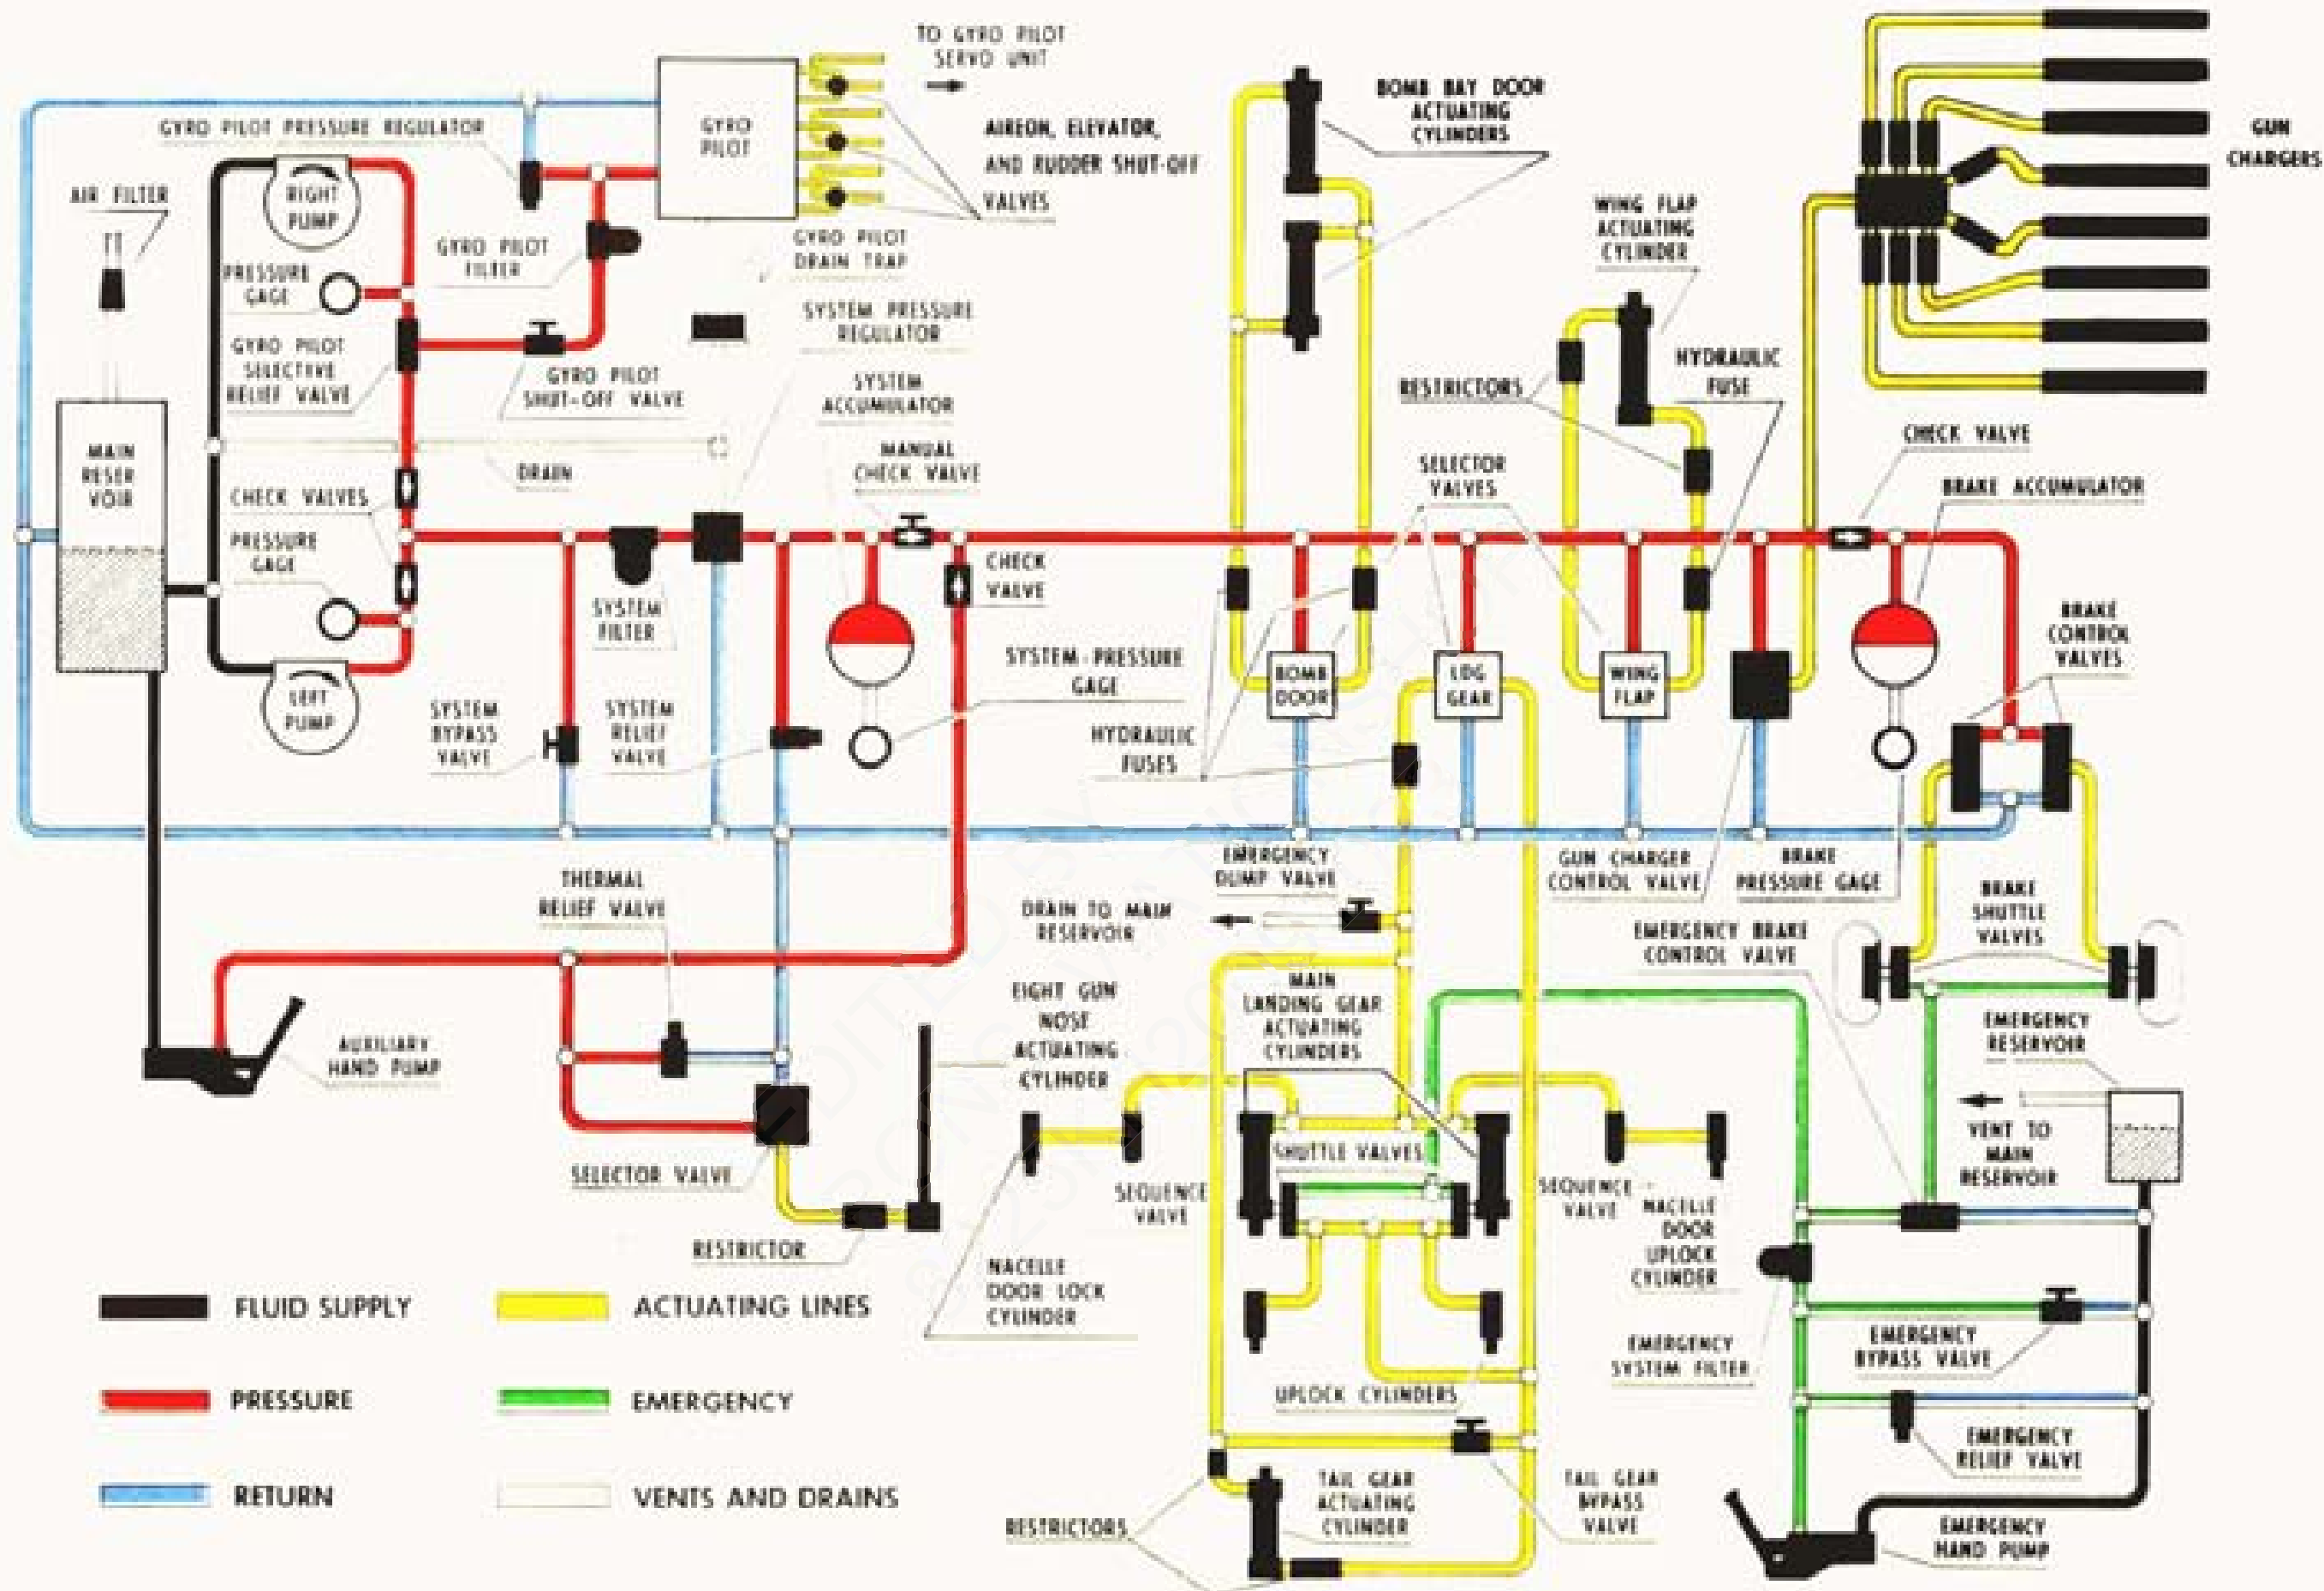 TO GYRO PILOT
SERVO UNIT
GYRO PILOT PRESSURE REGULATOR
GYRO
PILOT
AIREON, ELEVATOR,
AND RUDDER SHUT-OFF
VALVES
BOMB BAY DOOR
ACTUATING
CYLINDERS
GUN
CHARGERS
AIR FILTER
RIGHT
PUMP
GYRO PILOT
FILTER
GYRO PILOT
DRAIN TRAP
WING FLAP
ACTUATING
CYLINDER
PRESSURE
GAGE
SYSTEM PRESSURE
REGULATOR
GYRO PILOT
SELECTIVE
RELIEF VALVE
GYRO PILOT
SHUT-OFF VALVE
SYSTEM
ACCUMULATOR
RESTRICTORS
HYDRAULIC
FUSE
MAIN
RESER
VOIR
DRAIN
MANUAL
CHECK VALVE
SELECTOR
VALVES
CHECK VALVE
BRAKE ACCUMULATOR
CHECK VALVES
PRESSURE
GAGE
SYSTEM
FILTER
CHECK
VALVE
BRAKE
CONTROL
VALVES
LEFT
PUMP
SYSTEM
BYPASS
VALVE
SYSTEM
RELIEF
VALVE
SYSTEM-PRESSURE
GAGE
BOMB
DOOR
LDG
GEAR
WING
FLAP
HYDRAULIC
FUSES
THERMAL
RELIEF VALVE
EMERGENCY
DUMP VALVE
GUN CHARGER
CONTROL VALVE
BRAKE
PRESSURE GAGE
DRAIN TO MAIN
RESERVOIR
BRAKE
SHUTTLE
VALVES
EMERGENCY BRAKE
CONTROL VALVE
EIGHT GUN
NOSE
ACTUATING
CYLINDER
MAIN
LANDING GEAR
ACTUATING
CYLINDERS
EMERGENCY
RESERVOIR
AUXILIARY
HAND PUMP
SHUTTLE VALVES
VENT TO
MAIN
RESERVOIR
SELECTOR VALVE
SEQUENCE
VALVE
SEQUENCE
VALVE
NACELLE
DOOR
UPLOCK
CYLINDER
RESTRICTOR
NACELLE
DOOR LOCK
CYLINDER
FLUID SUPPLY
ACTUATING LINES
EMERGENCY
SYSTEM FILTER
EMERGENCY
BYPASS VALVE
PRESSURE
EMERGENCY
UPLOCK CYLINDERS
EMERGENCY
RELIEF VALVE
RETURN
VENTS AND DRAINS
RESTRICTORS
TAIL GEAR
ACTUATING
CYLINDER
TAIL GEAR
BYPASS
VALVE
EMERGENCY
HAND PUMP
EDITED BY